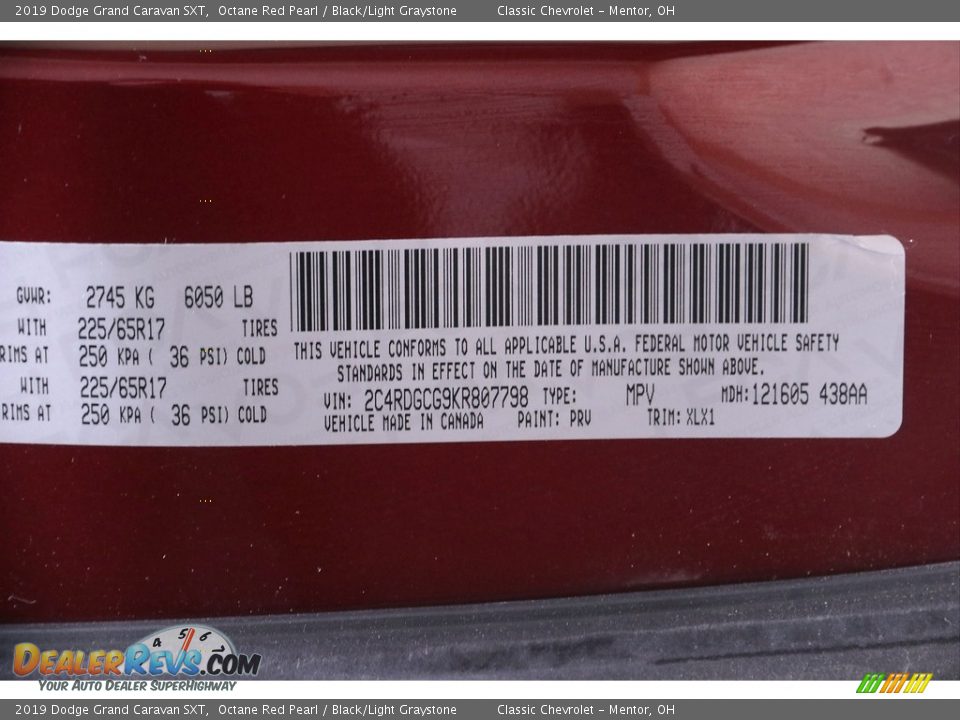 2019 Dodge Grand Caravan SXT,   Octane Red Pearl / Black/Light Graystone   Classic Chevrolet – Mentor, OH
GVWR: 2745 KG 6050 LB
WITH 225/65R17 TIRES
RIMS AT 250 KPA ( 36 PSI) COLD
WITH 225/65R17 TIRES
RIMS AT 250 KPA ( 36 PSI) COLD
THIS VEHICLE CONFORMS TO ALL APPLICABLE U.S.A. FEDERAL MOTOR VEHICLE SAFETY
STANDARDS IN EFFECT ON THE DATE OF MANUFACTURE SHOWN ABOVE.
VIN: 2C4RDGCG9KR807798 TYPE: MPV MDH:121605 438AA
VEHICLE MADE IN CANADA PAINT: PRV TRIM: XLX1
4 5 6
DealerRevs.com
Your Auto Dealer SuperHighway
2019 Dodge Grand Caravan SXT,   Octane Red Pearl / Black/Light Graystone   Classic Chevrolet – Mentor, OH